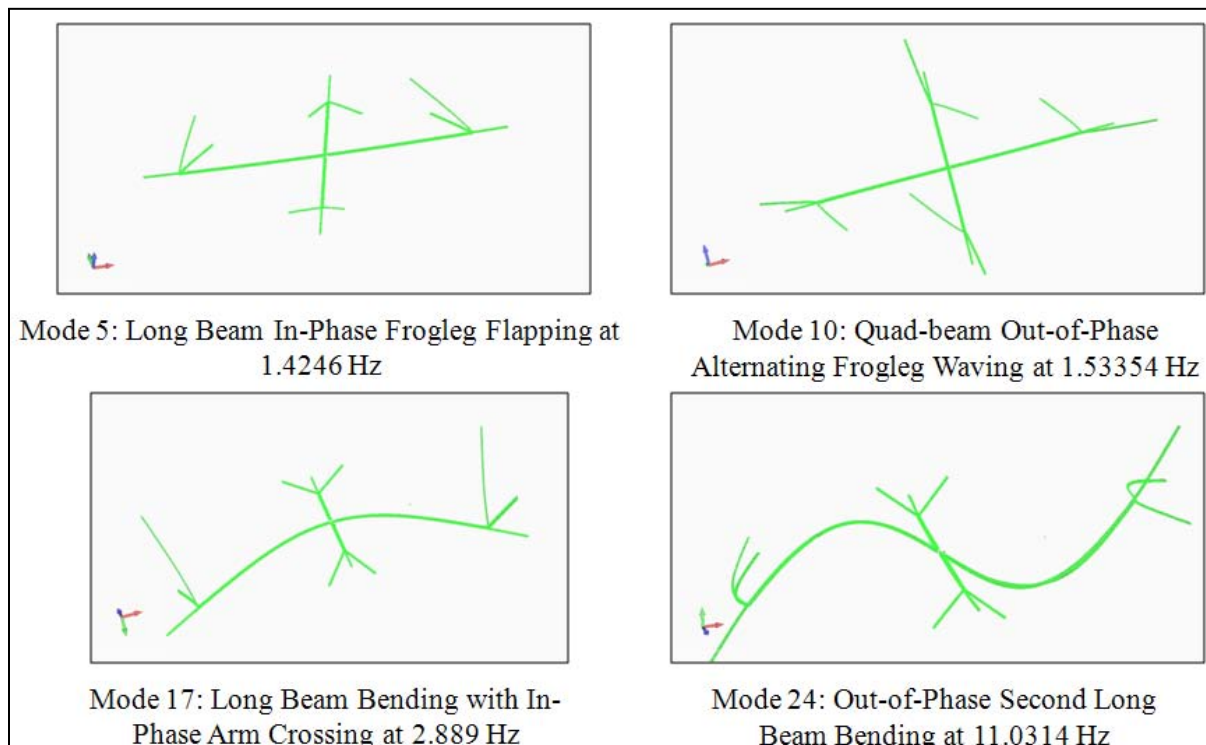 Mode 5: Long Beam In-Phase Frogleg Flapping at
1.4246 Hz
Mode 10: Quad-beam Out-of-Phase
Alternating Frogleg Waving at 1.53354 Hz
Mode 17: Long Beam Bending with In-
Phase Arm Crossing at 2.889 Hz
Mode 24: Out-of-Phase Second Long
Beam Bending at 11.0314 Hz